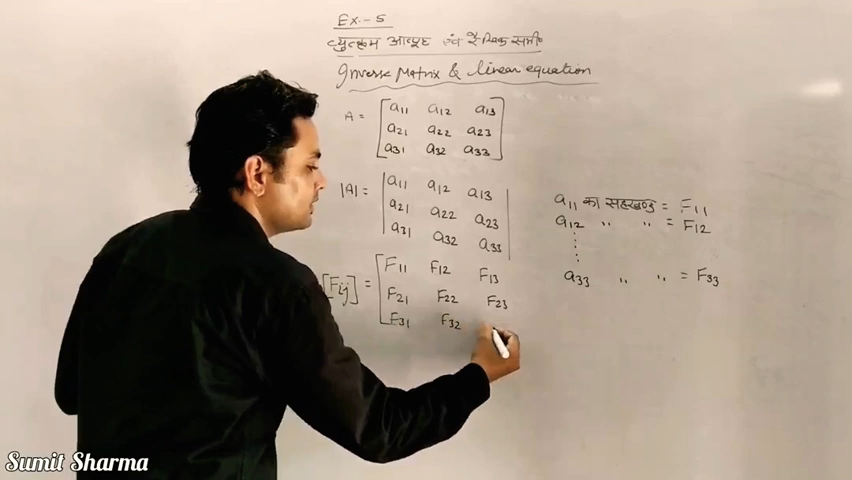 Ex.-5
व्युत्क्रम आव्यूह एवं रैखिक समी०
Inverse Matrix & linear equation
A = [ a11 a12 a13
a21 a22 a23
a31 a32 a33 ]
|A| = | a11 a12 a13
a21 a22 a23
a31 a32 a33 |
a11 का सहखण्ड = F11
a12 ,, ,, = F12
⋮
a33 ,, ,, = F33
[Fij] = [ F11 F12 F13
F21 F22 F23
F31 F32
Sumit Sharma